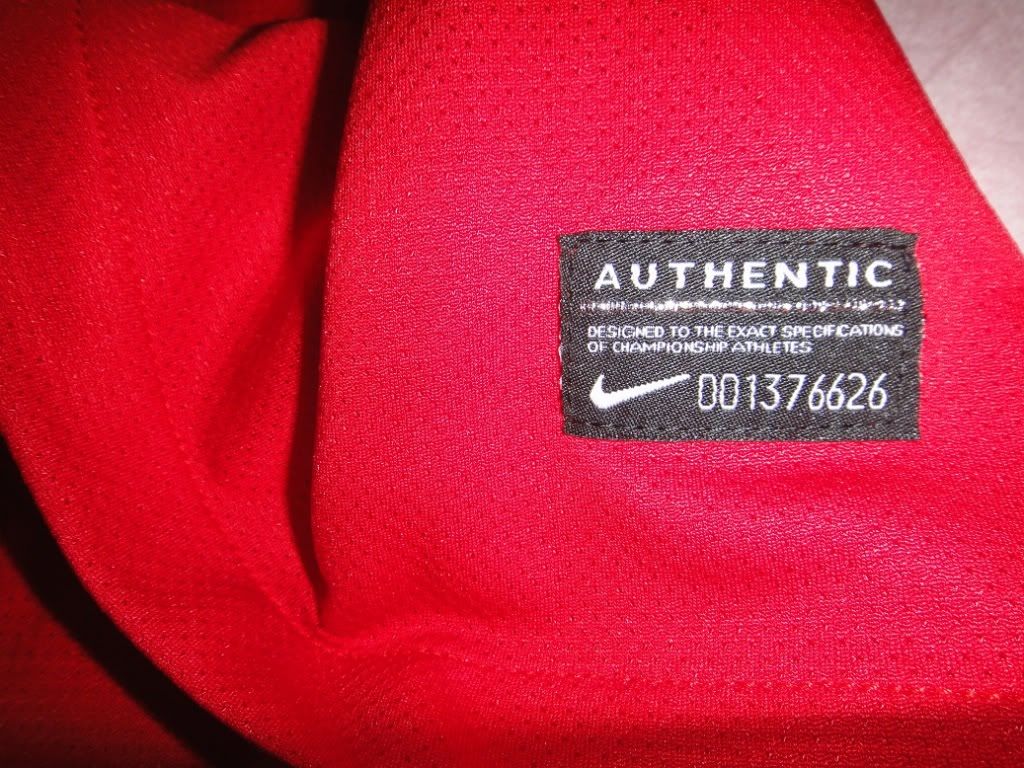 AUTHENTIC
DESIGNED TO THE EXACT SPECIFICATIONS
OF CHAMPIONSHIP ATHLETES
001376626